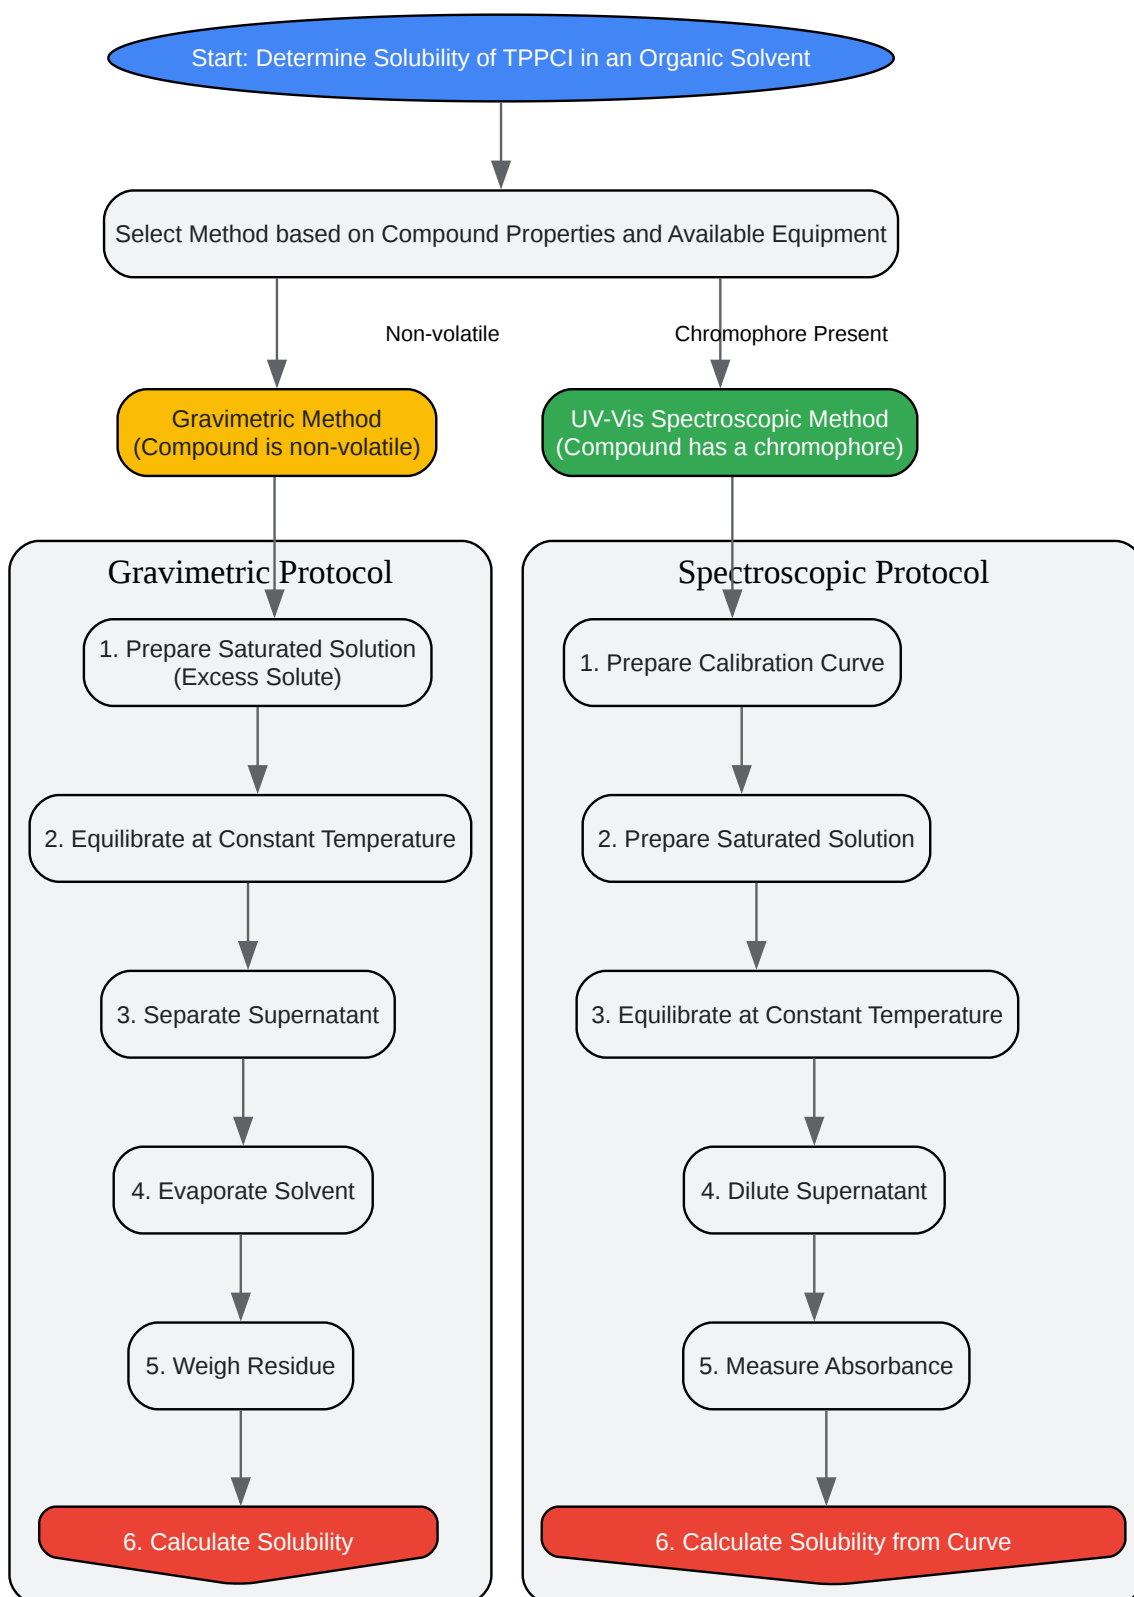 Start: Determine Solubility of TPPCI in an Organic Solvent
Select Method based on Compound Properties and Available Equipment
Non-volatile
Chromophore Present
Gravimetric Method
(Compound is non-volatile)
UV-Vis Spectroscopic Method
(Compound has a chromophore)
Gravimetric Protocol
1. Prepare Saturated Solution
(Excess Solute)
2. Equilibrate at Constant Temperature
3. Separate Supernatant
4. Evaporate Solvent
5. Weigh Residue
6. Calculate Solubility
Spectroscopic Protocol
1. Prepare Calibration Curve
2. Prepare Saturated Solution
3. Equilibrate at Constant Temperature
4. Dilute Supernatant
5. Measure Absorbance
6. Calculate Solubility from Curve